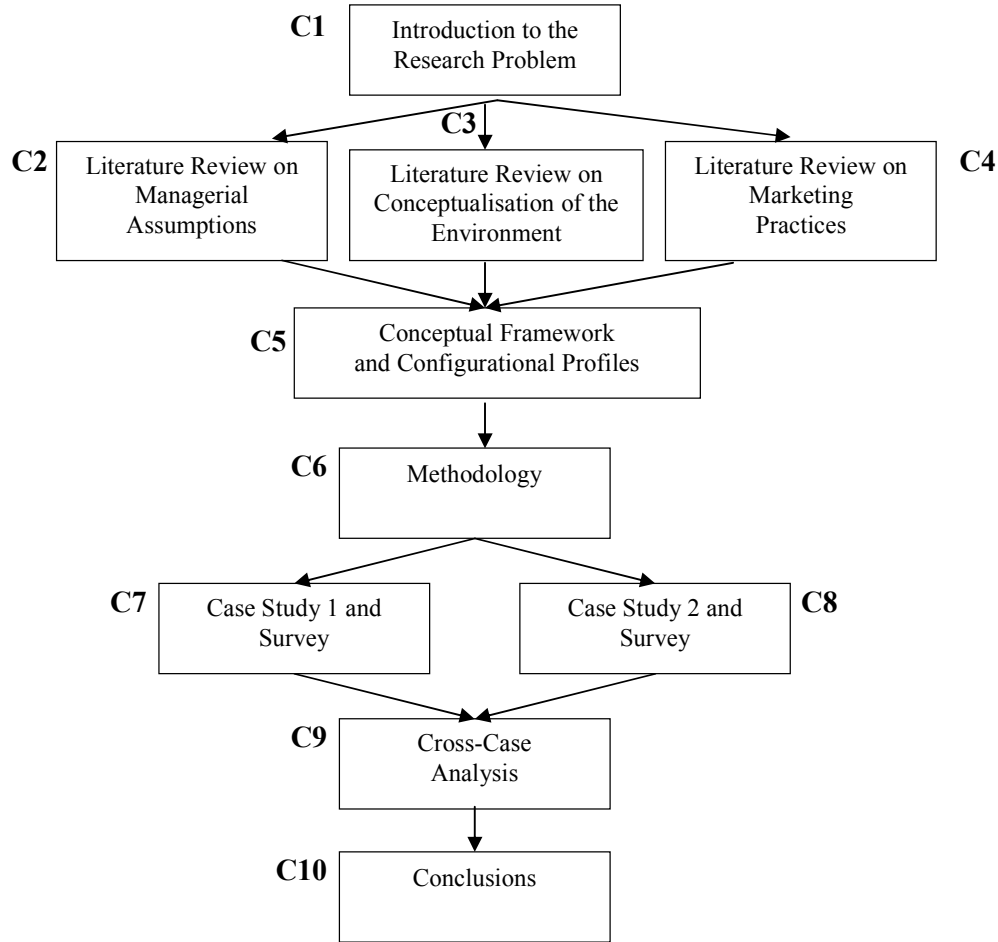 C1
Introduction to the
Research Problem
C2
Literature Review on
Managerial
Assumptions
C3
Literature Review on
Conceptualisation of the
Environment
C4
Literature Review on
Marketing
Practices
C5
Conceptual Framework
and Configurational Profiles
C6
Methodology
C7
Case Study 1 and
Survey
C8
Case Study 2 and
Survey
C9
Cross-Case
Analysis
C10
Conclusions